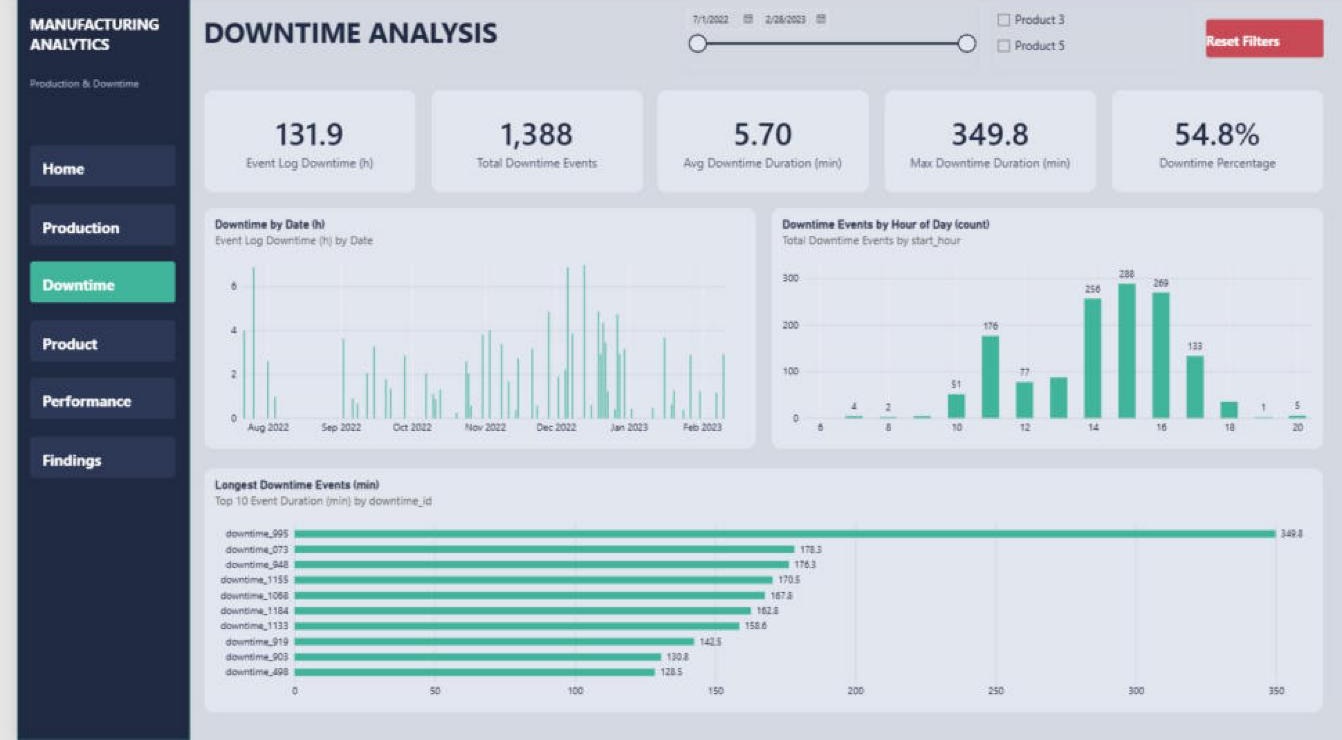 MANUFACTURING
ANALYTICS
Production & Downtime
Home
Production
Downtime
Product
Performance
Findings
DOWNTIME ANALYSIS
7/1/2022 2/28/2023
Product 3
Product 5
Reset Filters
131.9
Event Log Downtime (h)
1,388
Total Downtime Events
5.70
Avg Downtime Duration (min)
349.8
Max Downtime Duration (min)
54.8%
Downtime Percentage
Downtime by Date (h)
Event Log Downtime (h) by Date
6
4
2
0
Aug 2022 Sep 2022 Oct 2022 Nov 2022 Dec 2022 Jan 2023 Feb 2023
Downtime Events by Hour of Day (count)
Total Downtime Events by start_hour
300
200
100
0
4 2 51 176 77 256 288 269 133 1 5
6 8 10 12 14 16 18 20
Longest Downtime Events (min)
Top 10 Event Duration (min) by downtime_id
downtime_995 349.8
downtime_073 178.3
downtime_948 176.3
downtime_1155 170.5
downtime_1068 167.8
downtime_1184 162.8
downtime_1133 158.6
downtime_919 142.5
downtime_903 130.8
downtime_498 128.5
0 50 100 150 200 250 300 350